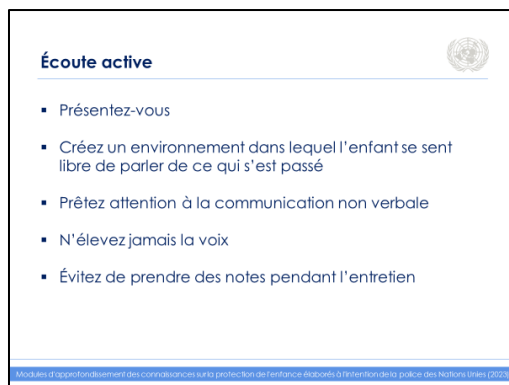 Écoute active
▪ Présentez-vous
▪ Créez un environnement dans lequel l'enfant se sent
libre de parler de ce qui s'est passé
▪ Prêtez attention à la communication non verbale
▪ N'élevez jamais la voix
▪ Évitez de prendre des notes pendant l'entretien
Modules d'approfondissement des connaissances sur la protection de l'enfance élaborés à l'intention de la police des Nations Unies (2023)